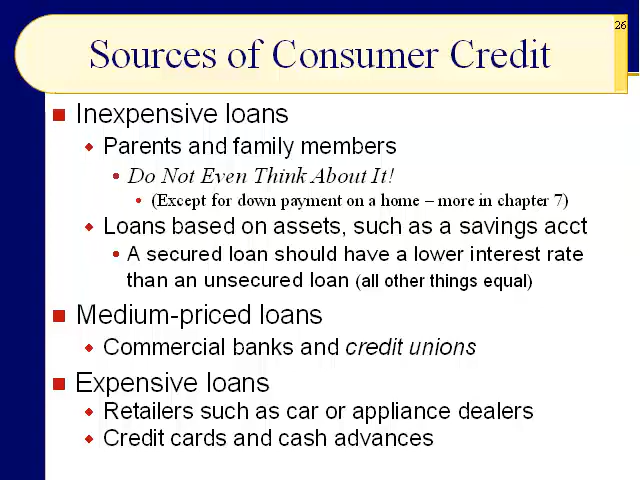 26
Sources of Consumer Credit
Inexpensive loans
Parents and family members
Do Not Even Think About It!
(Except for down payment on a home – more in chapter 7)
Loans based on assets, such as a savings acct
A secured loan should have a lower interest rate
than an unsecured loan (all other things equal)
Medium-priced loans
Commercial banks and credit unions
Expensive loans
Retailers such as car or appliance dealers
Credit cards and cash advances